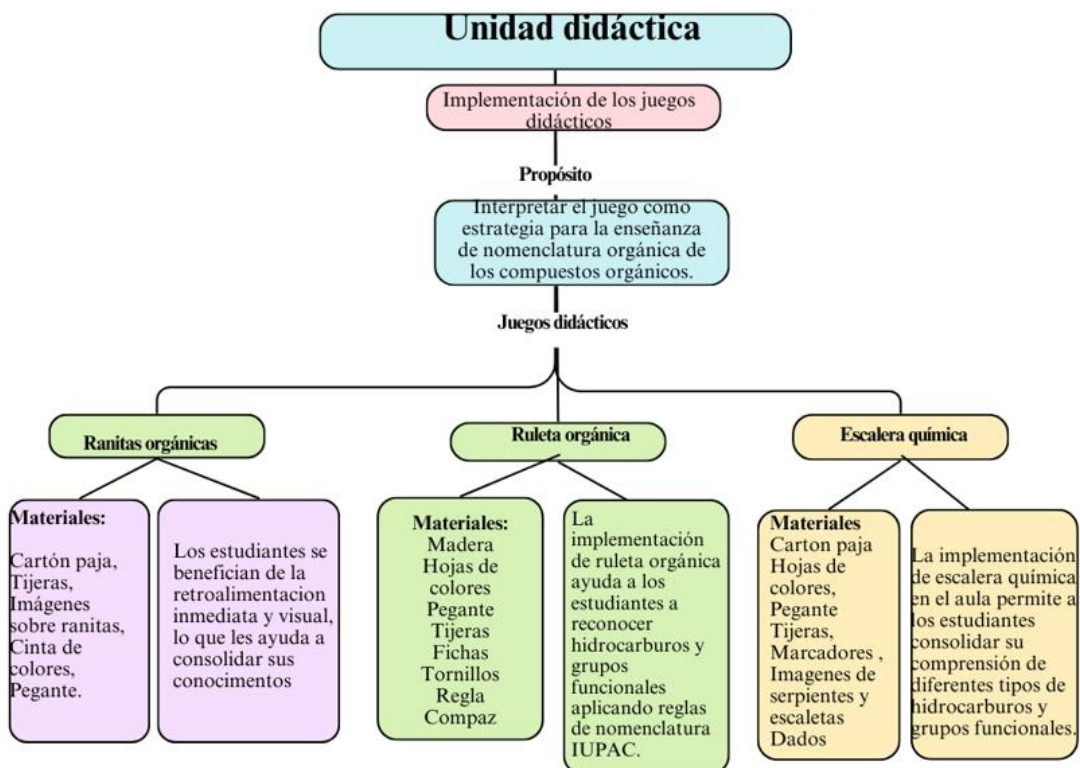 Unidad didáctica
Implementación de los juegos
didácticos
Propósito
Interpretar el juego como
estrategia para la enseñanza
de nomenclatura orgánica de
los compuestos orgánicos.
Juegos didácticos
Ranitas orgánicas
Materiales:
Cartón paja,
Tijeras,
Imágenes
sobre ranitas,
Cinta de
colores,
Pegante.
Los estudiantes se
benefician de la
retroalimentacion
inmediata y visual,
lo que les ayuda a
consolidar sus
conocimentos
Ruleta orgánica
Materiales:
Madera
Hojas de
colores
Pegante
Tijeras
Fichas
Tornillos
Regla
Compaz
La
implementación
de ruleta orgánica
ayuda a los
estudiantes a
reconocer
hidrocarburos y
grupos
funcionales
aplicando reglas
de nomenclatura
IUPAC.
Escalera química
Materiales
Carton paja
Hojas de
colores,
Pegante
Tijeras,
Marcadores ,
Imagenes de
serpientes y
escaletas
Dados
La implementación
de escalera química
en el aula permite a
los estudiantes
consolidar su
comprensión de
diferentes tipos de
hidrocarburos y
grupos funcionales.